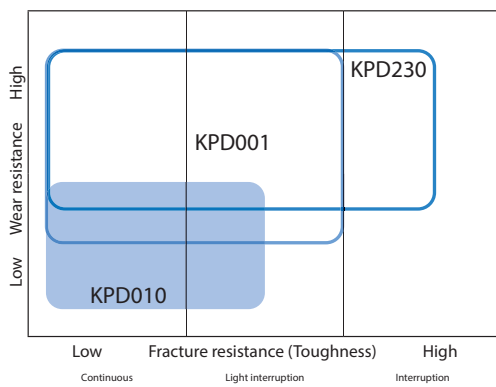 High
KPD230
KPD001
Wear resistance
Low
KPD010
Low Fracture resistance (Toughness) High
Continuous Light interruption Interruption